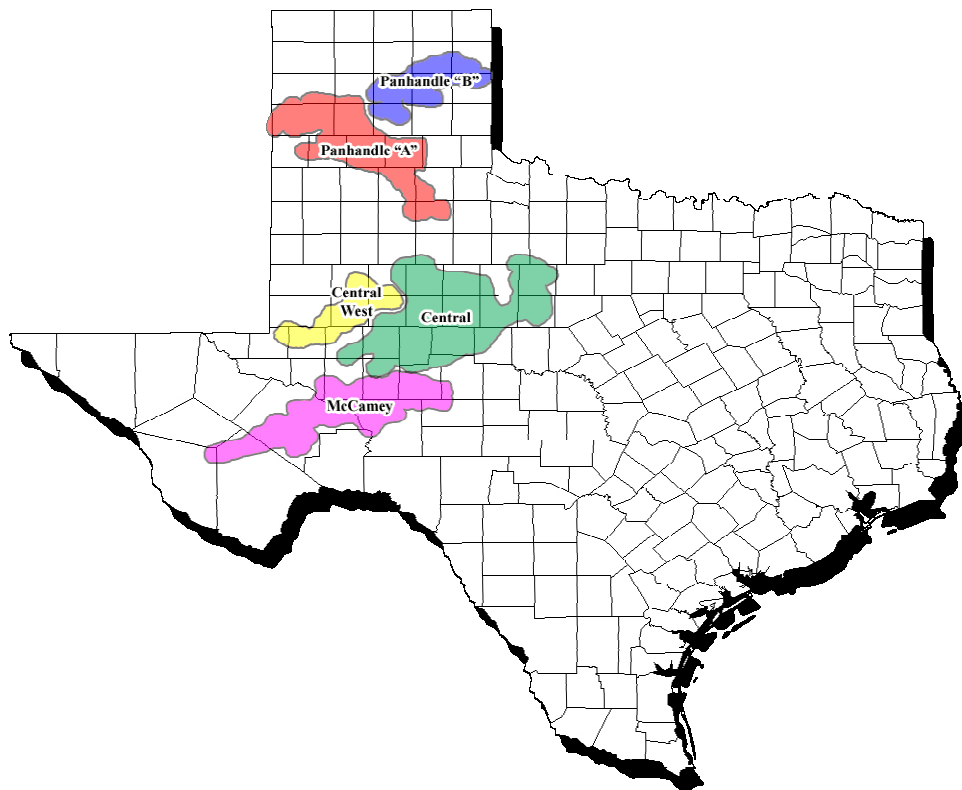 Panhandle “B”
Panhandle “A”
Central
West
Central
McCamey